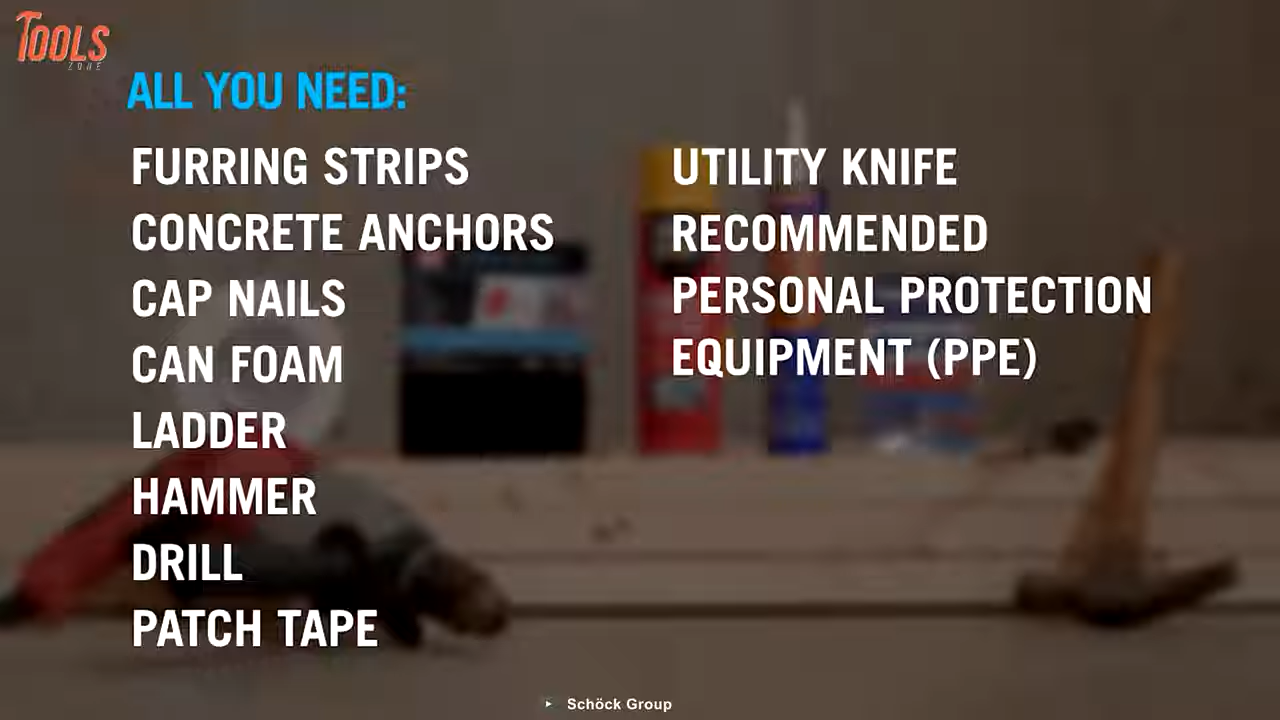 TOOLS
ZONE
ALL YOU NEED:
FURRING STRIPS
CONCRETE ANCHORS
CAP NAILS
CAN FOAM
LADDER
HAMMER
DRILL
PATCH TAPE
UTILITY KNIFE
RECOMMENDED
PERSONAL PROTECTION
EQUIPMENT (PPE)
Schöck Group